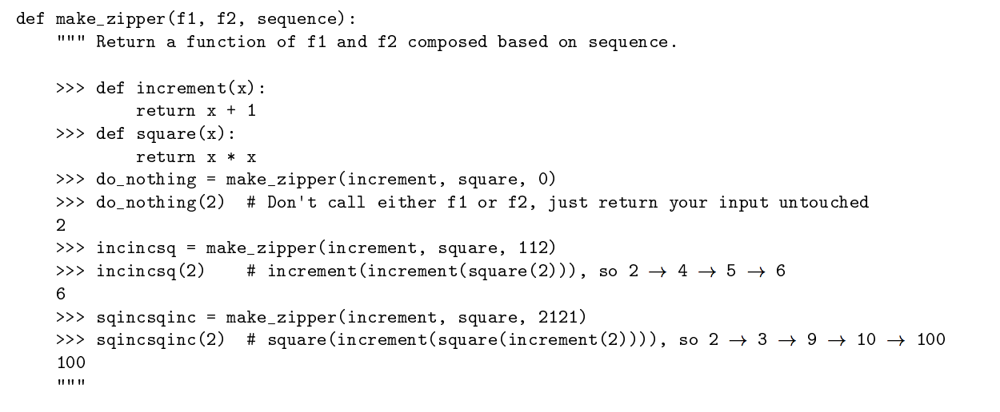 def make_zipper(f1, f2, sequence):
    """ Return a function of f1 and f2 composed based on sequence.

    >>> def increment(x):
            return x + 1
    >>> def square(x):
            return x * x
    >>> do_nothing = make_zipper(increment, square, 0)
    >>> do_nothing(2)  # Don't call either f1 or f2, just return your input untouched
    2
    >>> incincsq = make_zipper(increment, square, 112)
    >>> incincsq(2)    # increment(increment(square(2))), so 2 → 4 → 5 → 6
    6
    >>> sqincsqinc = make_zipper(increment, square, 2121)
    >>> sqincsqinc(2)  # square(increment(square(increment(2)))), so 2 → 3 → 9 → 10 → 100
    100
    """